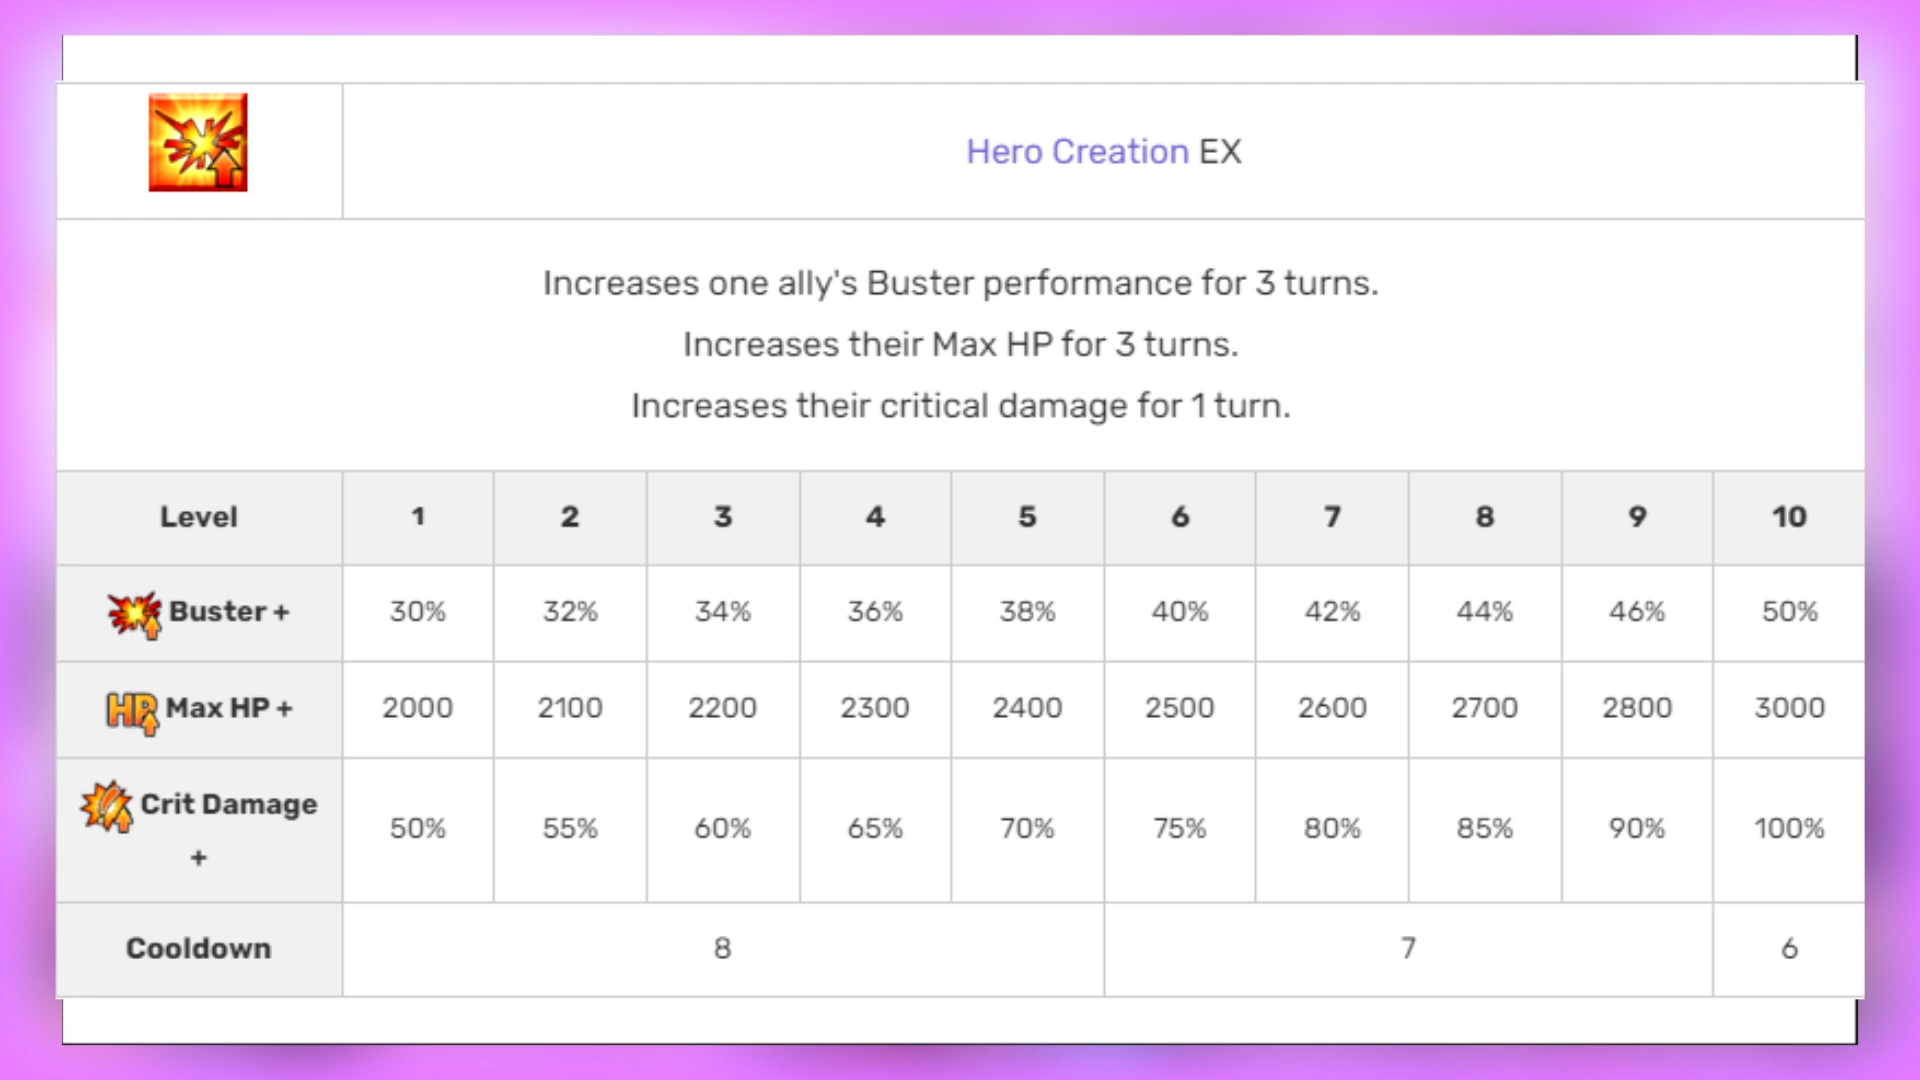 Hero Creation EX
Increases one ally's Buster performance for 3 turns.
Increases their Max HP for 3 turns.
Increases their critical damage for 1 turn.
Level 1 2 3 4 5 6 7 8 9 10
Buster + 30% 32% 34% 36% 38% 40% 42% 44% 46% 50%
HP Max HP + 2000 2100 2200 2300 2400 2500 2600 2700 2800 3000
Crit Damage
+ 50% 55% 60% 65% 70% 75% 80% 85% 90% 100%
Cooldown 8 7 6